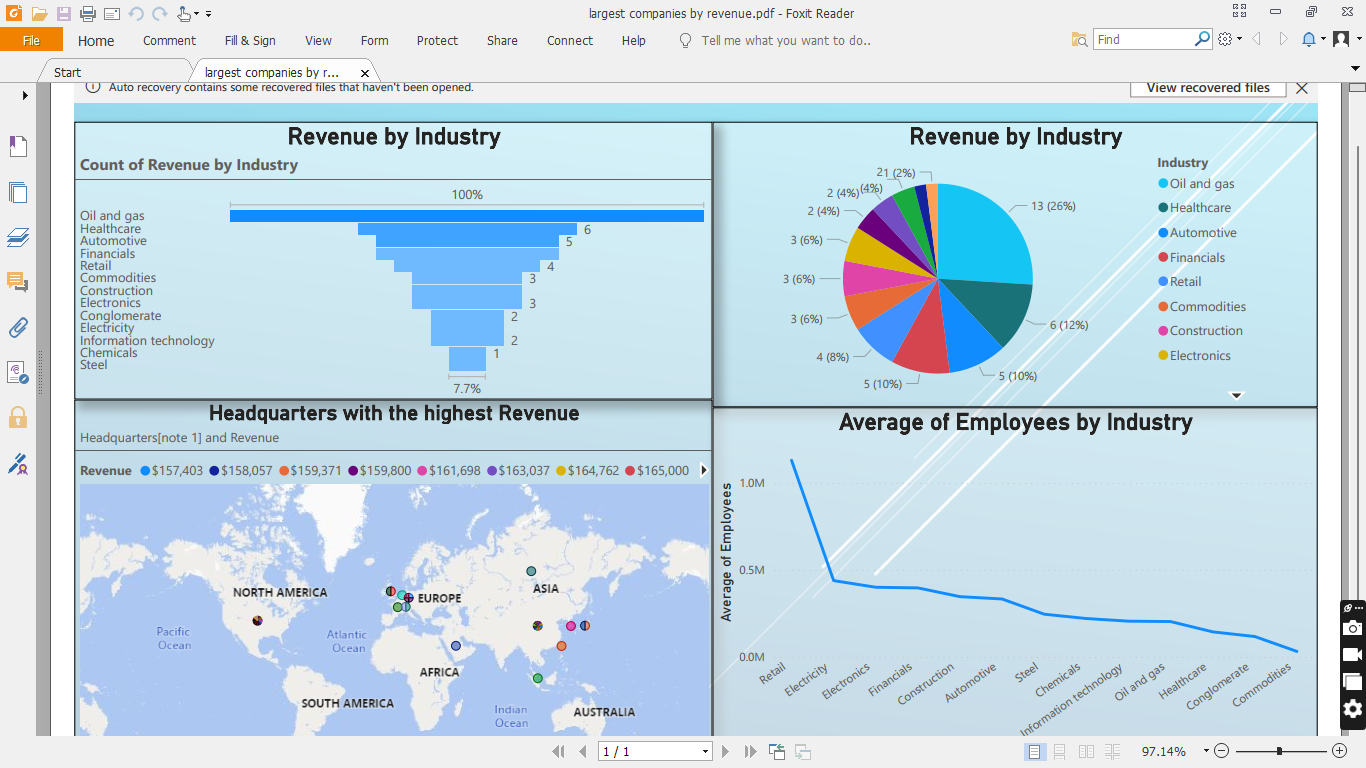 largest companies by revenue.pdf - Foxit Reader
File
Home
Comment
Fill & Sign
View
Form
Protect
Share
Connect
Help
Tell me what you want to do..
Find
Start
largest companies by r...
Auto recovery contains some recovered files that haven't been opened.
View recovered files
Revenue by Industry
Count of Revenue by Industry
100%
Oil and gas
Healthcare
6
Automotive
5
Financials
Retail
4
Commodities
3
Construction
Electronics
3
Conglomerate
2
Electricity
Information technology
2
Chemicals
1
Steel
7.7%
Revenue by Industry
21 (2%)
2 (4%)
(4%)
2 (4%)
3 (6%)
3 (6%)
3 (6%)
4 (8%)
5 (10%)
5 (10%)
6 (12%)
13 (26%)
Industry
Oil and gas
Healthcare
Automotive
Financials
Retail
Commodities
Construction
Electronics
Headquarters with the highest Revenue
Headquarters[note 1] and Revenue
Revenue $157,403 $158,057 $159,371 $159,800 $161,698 $163,037 $164,762 $165,000
NORTH AMERICA
EUROPE
ASIA
Pacific
Ocean
Atlantic
Ocean
AFRICA
SOUTH AMERICA
Indian
Ocean
AUSTRALIA
Average of Employees by Industry
Average of Employees
1.0M
0.5M
0.0M
Retail
Electricity
Electronics
Financials
Construction
Automotive
Steel
Chemicals
Information technology
Oil and gas
Healthcare
Conglomerate
Commodities
1 / 1
97.14%